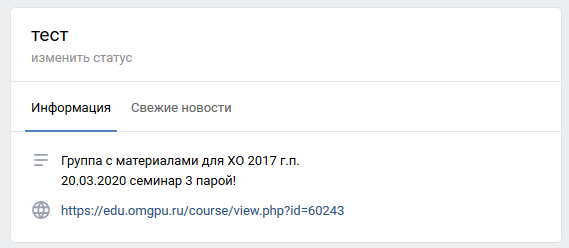 тест
изменить статус
Информация Свежие новости
Группа с материалами для ХО 2017 г.п.
20.03.2020 семинар 3 парой!
https://edu.omgpu.ru/course/view.php?id=60243